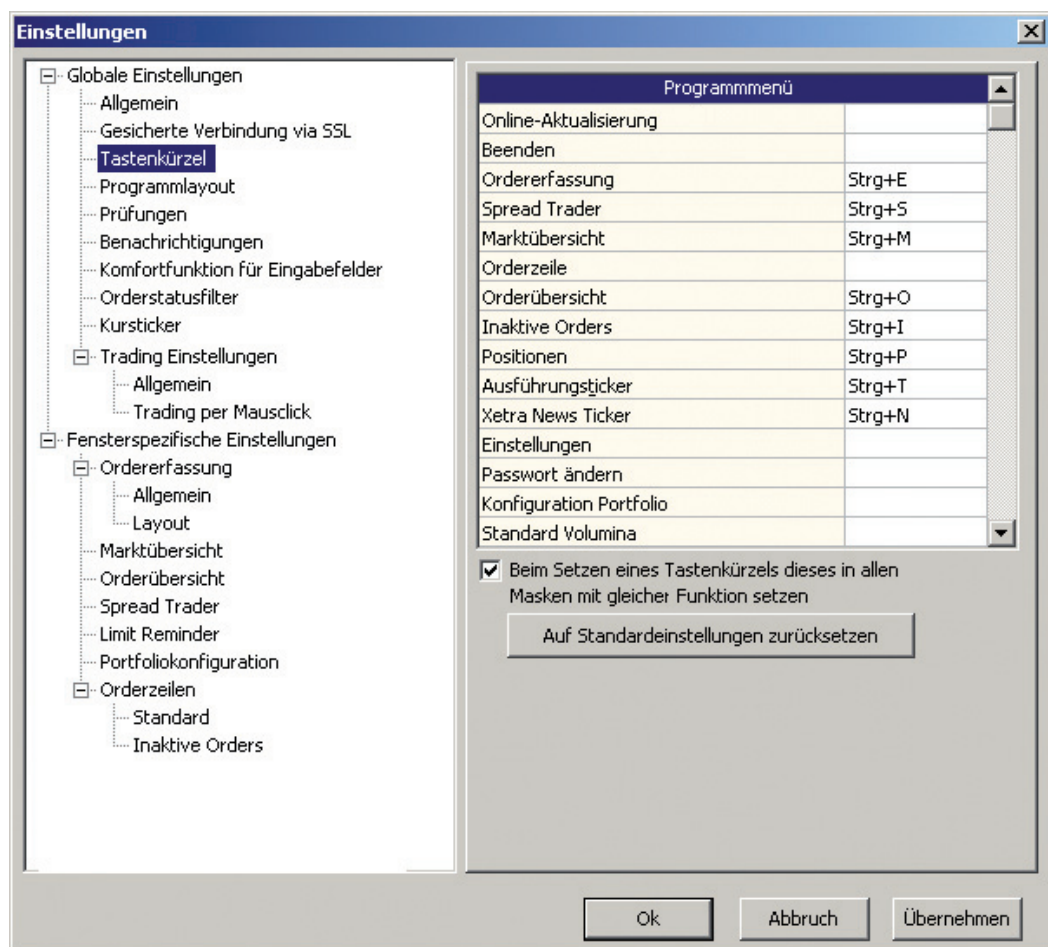 Einstellungen
Globale Einstellungen
Allgemein
Gesicherte Verbindung via SSL
Tastenkürzel
Programmlayout
Prüfungen
Benachrichtigungen
Komfortfunktion für Eingabefelder
Orderstatusfilter
Kursticker
Trading Einstellungen
Allgemein
Trading per Mausclick
Fensterspezifische Einstellungen
Ordererfassung
Allgemein
Layout
Marktübersicht
Orderübersicht
Spread Trader
Limit Reminder
Portfoliokonfiguration
Orderzeilen
Standard
Inaktive Orders
Programmmenü
Online-Aktualisierung
Beenden
Ordererfassung Strg+E
Spread Trader Strg+S
Marktübersicht Strg+M
Orderzeile
Orderübersicht Strg+O
Inaktive Orders Strg+I
Positionen Strg+P
Ausführungsticker Strg+T
Xetra News Ticker Strg+N
Einstellungen
Passwort ändern
Konfiguration Portfolio
Standard Volumina
Beim Setzen eines Tastenkürzels dieses in allen
Masken mit gleicher Funktion setzen
Auf Standardeinstellungen zurücksetzen
Ok Abbruch Übernehmen